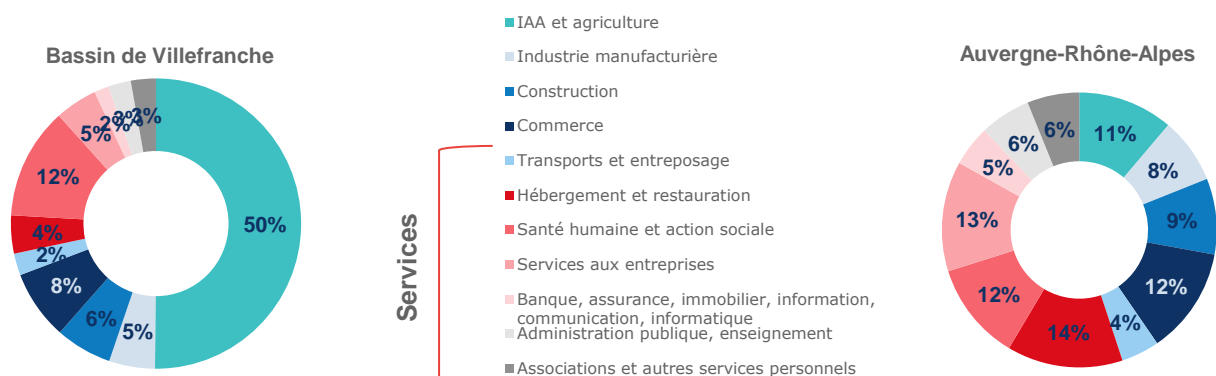 Bassin de Villefranche
50%
5%
6%
8%
2%
4%
12%
5%
2%
3%
3%
Services
IAA et agriculture
Industrie manufacturière
Construction
Commerce
Transports et entreposage
Hébergement et restauration
Santé humaine et action sociale
Services aux entreprises
Banque, assurance, immobilier, information,
communication, informatique
Administration publique, enseignement
Associations et autres services personnels
Auvergne-Rhône-Alpes
11%
8%
9%
12%
4%
14%
12%
13%
5%
6%
6%